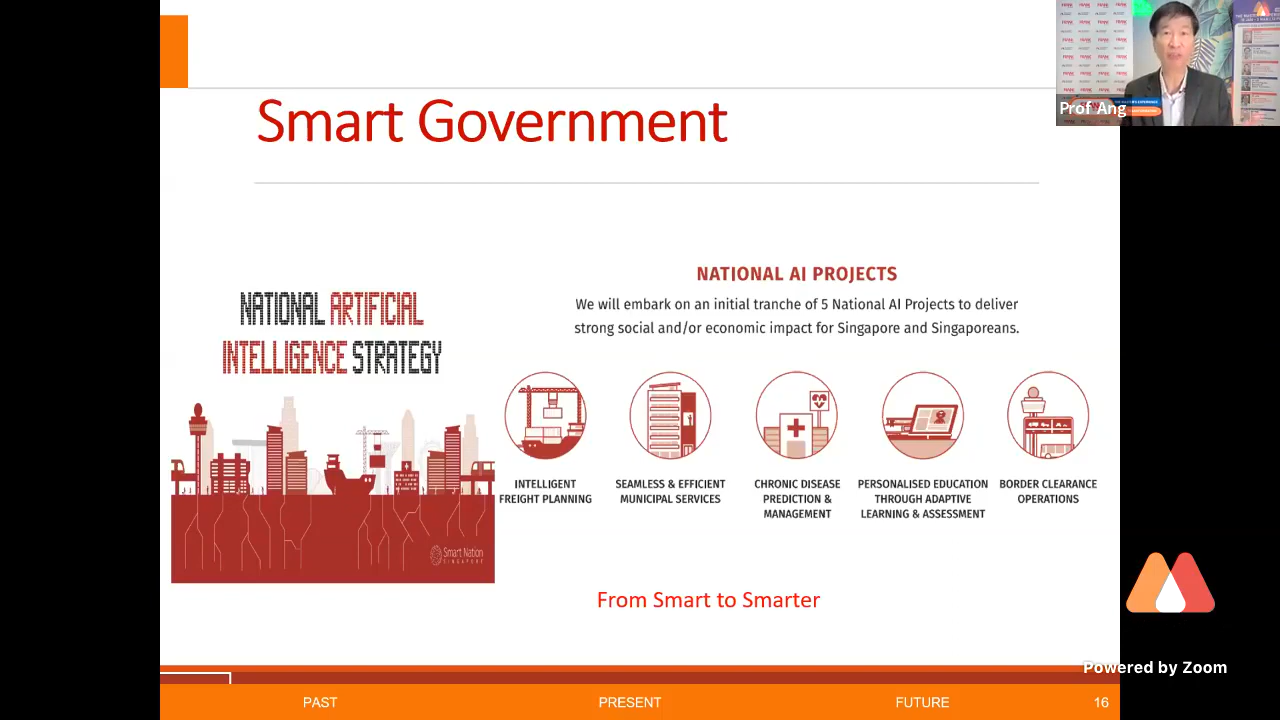 Smart Government
Prof Ang
NATIONAL AI PROJECTS
We will embark on an initial tranche of 5 National AI Projects to deliver
strong social and/or economic impact for Singapore and Singaporeans.
NATIONAL ARTIFICIAL
INTELLIGENCE STRATEGY
INTELLIGENT
FREIGHT PLANNING
SEAMLESS & EFFICIENT
MUNICIPAL SERVICES
CHRONIC DISEASE
PREDICTION &
MANAGEMENT
PERSONALISED EDUCATION
THROUGH ADAPTIVE
LEARNING & ASSESSMENT
BORDER CLEARANCE
OPERATIONS
Smart Nation
SINGAPORE
From Smart to Smarter
Powered by Zoom
PAST
PRESENT
FUTURE
16